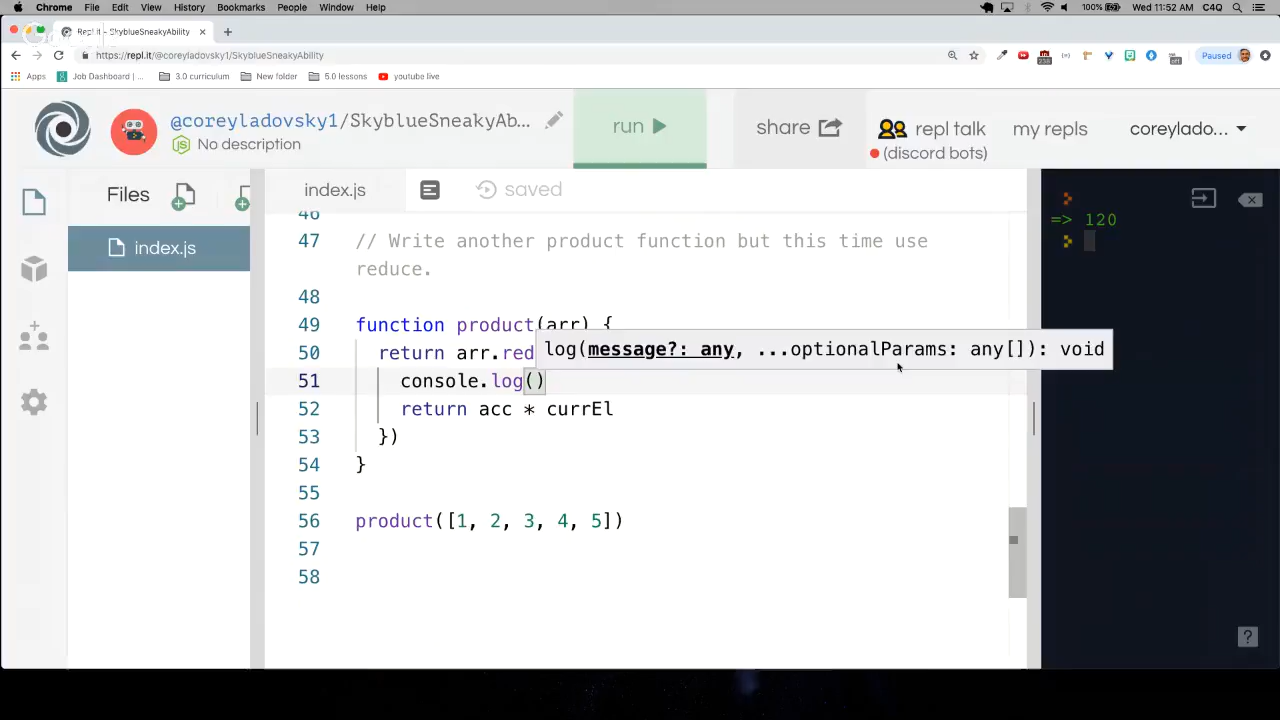 Chrome File Edit View History Bookmarks People Window Help 100% Wed 11:52 AM C4Q
Repl.it - SkyblueSneakyAbility
https://repl.it/@coreyladovsky1/SkyblueSneakyAbility Paused
Apps Job Dashboard | ... 3.0 curriculum New folder 5.0 lessons youtube live
@coreyladovsky1/SkyblueSneakyAb...
No description
run
share
repl talk
(discord bots)
my repls
coreylado...
Files
index.js
index.js
saved
46
47 // Write another product function but this time use
reduce.
48
49 function product(arr) {
50 return arr.red
log(message?: any, ...optionalParams: any[]): void
51 console.log()
52 return acc * currEl
53 })
54 }
55
56 product([1, 2, 3, 4, 5])
57
58
=> 120
?